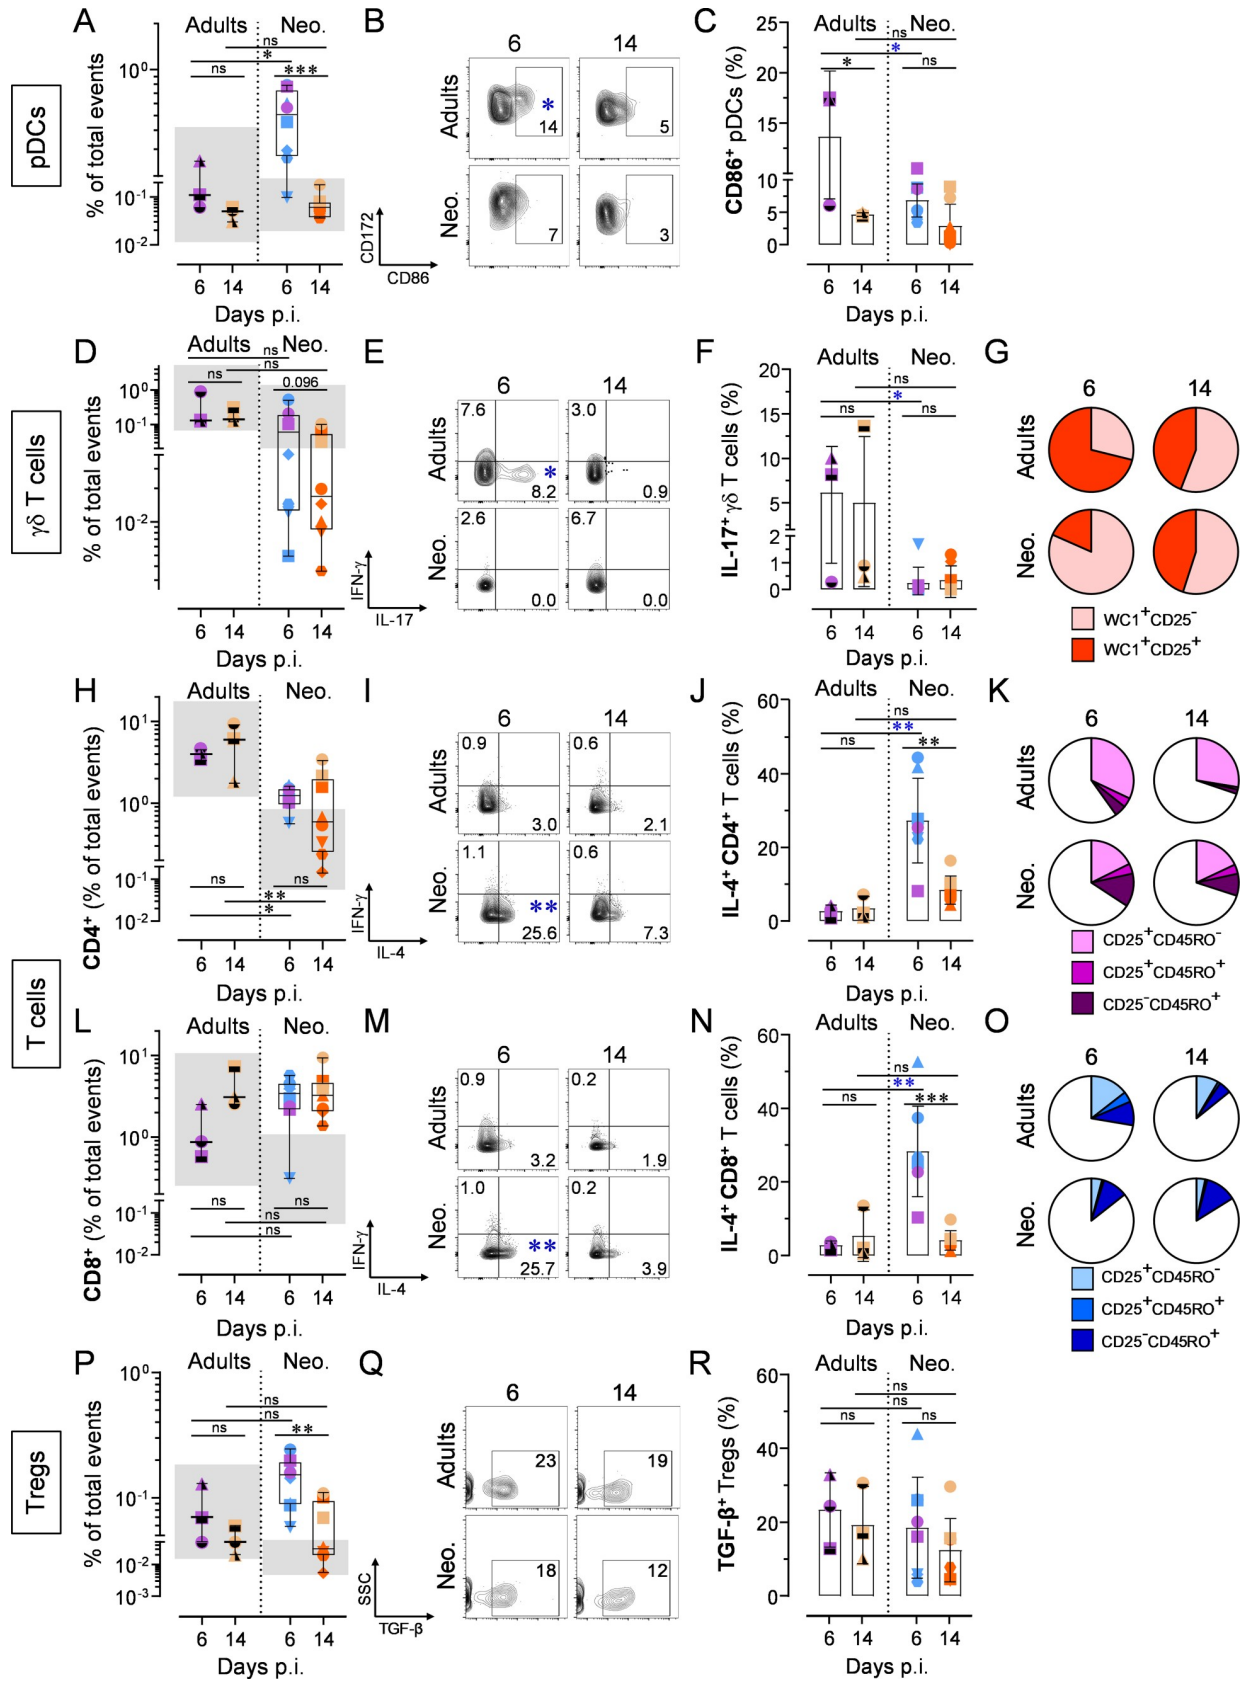 pDCs
A
Adults
Neo.
ns
*
ns
***
% of total events
10⁰
10⁻¹
10⁻²
6
14
6
14
Days p.i.
B
6
14
Adults
*
14
5
Neo.
7
3
CD172
CD86
C
Adults
Neo.
ns
*
*
ns
CD86⁺ pDCs (%)
25
20
15
10
5
0
6
14
6
14
Days p.i.
γδ T cells
D
Adults
Neo.
ns
ns
ns
0.096
% of total events
10⁰
10⁻¹
10⁻²
6
14
6
14
Days p.i.
E
6
14
Adults
7.6
3.0
*
8.2
0.9
Neo.
2.6
6.7
0.0
0.0
IFN-γ
IL-17
F
Adults
Neo.
ns
*
ns
ns
IL-17⁺ γδ T cells (%)
20
15
10
5
2
1
0
6
14
6
14
Days p.i.
G
6
14
Adults
Neo.
WC1⁺CD25⁻
WC1⁺CD25⁺
T cells
H
Adults
Neo.
CD4⁺ (% of total events)
10¹
10⁰
10⁻¹
10⁻²
ns
ns
**
*
6
14
6
14
Days p.i.
I
6
14
Adults
0.9
0.6
3.0
2.1
Neo.
1.1
0.6
**
25.6
7.3
IFN-γ
IL-4
J
Adults
Neo.
ns
**
ns
**
IL-4⁺ CD4⁺ T cells (%)
60
40
20
0
6
14
6
14
Days p.i.
K
6
14
Adults
Neo.
CD25⁺CD45RO⁻
CD25⁺CD45RO⁺
CD25⁻CD45RO⁺
L
Adults
Neo.
CD8⁺ (% of total events)
10¹
10⁰
10⁻¹
10⁻²
ns
ns
ns
ns
6
14
6
14
Days p.i.
M
6
14
Adults
0.9
0.2
3.2
1.9
Neo.
1.0
0.2
**
25.7
3.9
IFN-γ
IL-4
N
Adults
Neo.
ns
**
ns
***
IL-4⁺ CD8⁺ T cells (%)
60
40
20
0
6
14
6
14
Days p.i.
O
6
14
Adults
Neo.
CD25⁺CD45RO⁻
CD25⁺CD45RO⁺
CD25⁻CD45RO⁺
Tregs
P
Adults
Neo.
ns
ns
ns
**
% of total events
10⁰
10⁻¹
10⁻²
10⁻³
6
14
6
14
Days p.i.
Q
6
14
Adults
23
19
Neo.
18
12
SSC
TGF-β
R
Adults
Neo.
ns
ns
ns
ns
TGF-β⁺ Tregs (%)
60
40
20
0
6
14
6
14
Days p.i.